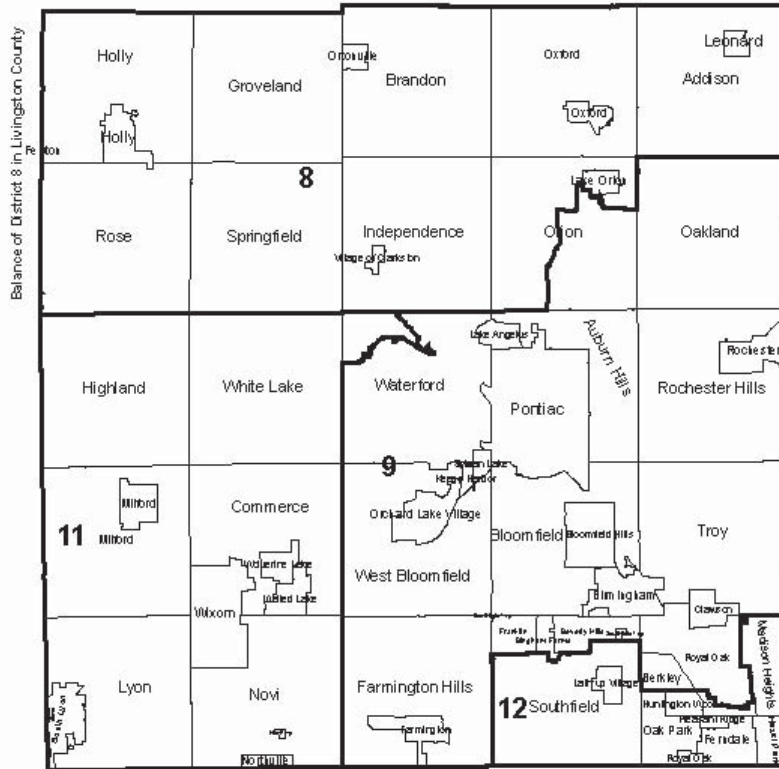 Balance of District 8 in Livingston County
Holly
Groveland
Ortonville
Brandon
Oxford
Leonard
Addison
Holly
Oxford
8
Lake Orion
Rose
Springfield
Independence
Orion
Oakland
Village of Clarkston
Highland
White Lake
Waterford
Lake Angelus
Auburn Hills
Rochester
Rochester Hills
Pontiac
9
Sylvan Lake
Keego Harbor
Milford
Commerce
Orchard Lake Village
Bloomfield
Bloomfield Hills
Troy
11
Milford
Wolverine Lake
West Bloomfield
Walled Lake
Birmingham
Wixom
Clawson
Franklin
Bingham Farms
Beverly Hills
Royal Oak
Madison Heights
Lyon
Novi
Farmington Hills
12
Southfield
Lathrup Village
Berkley
South Lyon
Huntington Woods
Pleasant Ridge
Farmington
Oak Park
Ferndale
Northville
Royal Oak